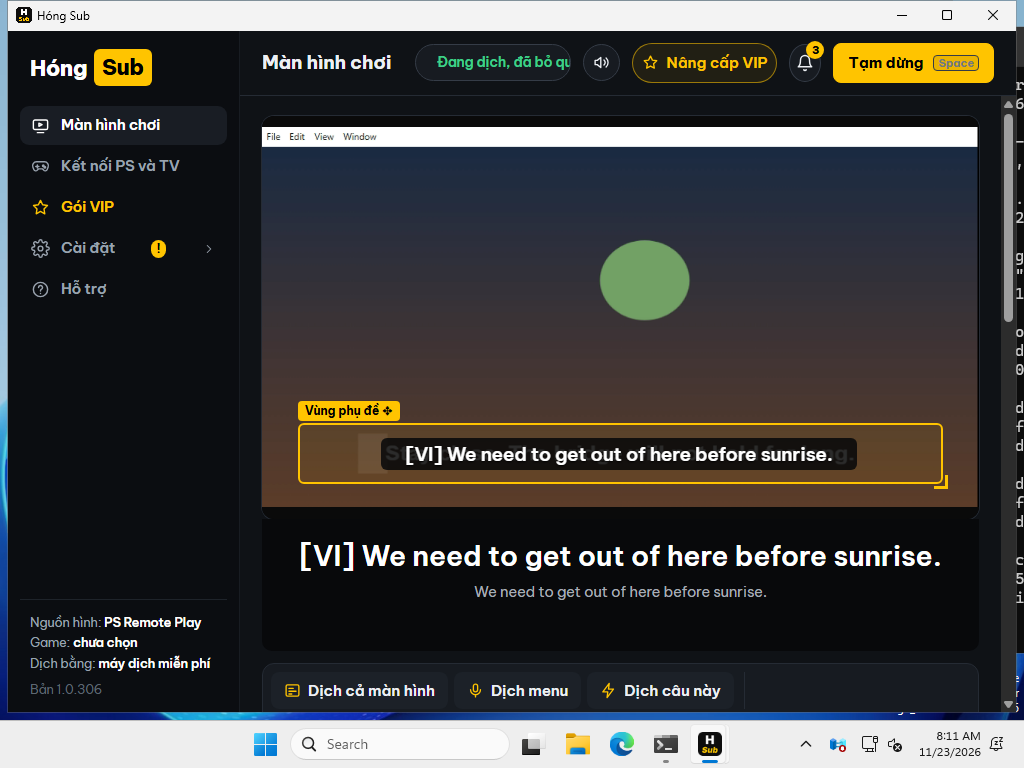 Hóng Sub
Hóng Sub
Màn hình chơi
Kết nối PS và TV
Gói VIP
Cài đặt
!
Hỗ trợ
Nguồn hình: PS Remote Play
Game: chưa chọn
Dịch bằng: máy dịch miễn phí
Bản 1.0.306
Màn hình chơi
Đang dịch, đã bỏ qu
Nâng cấp VIP
3
Tạm dừng Space
File Edit View Window
Vùng phụ đề
[VI] We need to get out of here before sunrise.
[VI] We need to get out of here before sunrise.
We need to get out of here before sunrise.
Dịch cả màn hình
Dịch menu
Dịch câu này
Search
H Sub
8:11 AM
11/23/2026